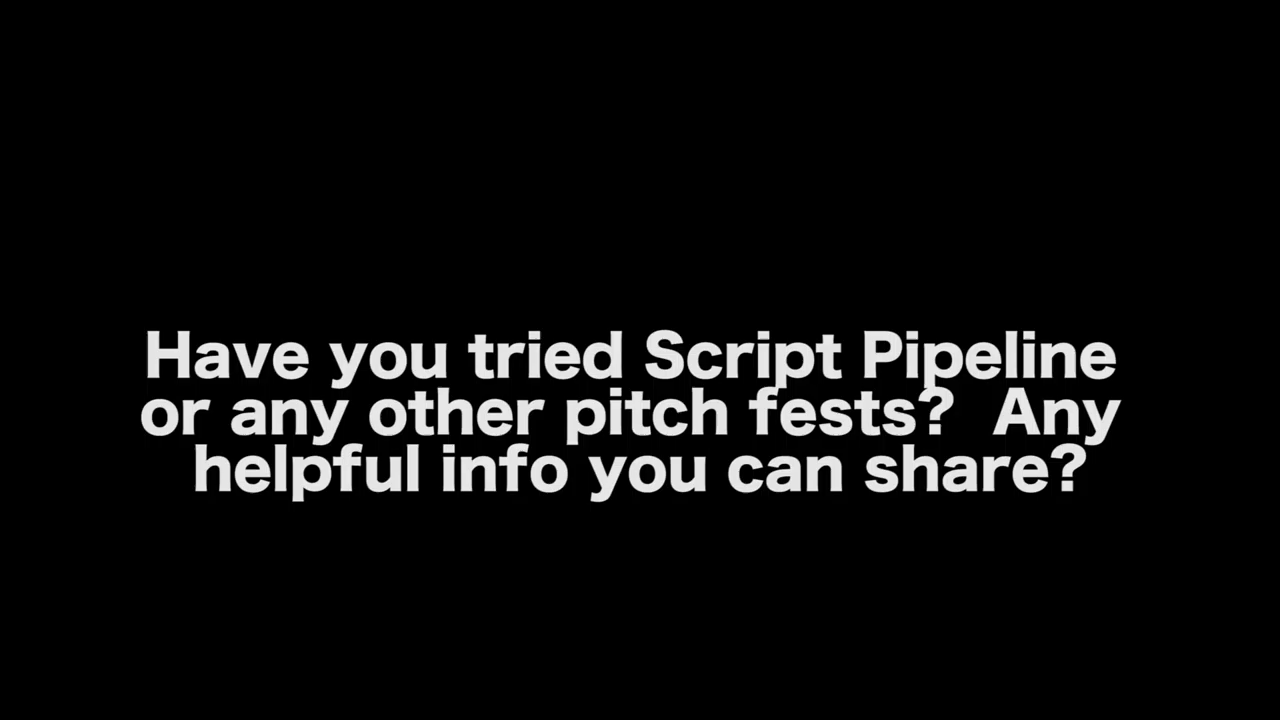 Have you tried Script Pipeline
or any other pitch fests?  Any
helpful info you can share?